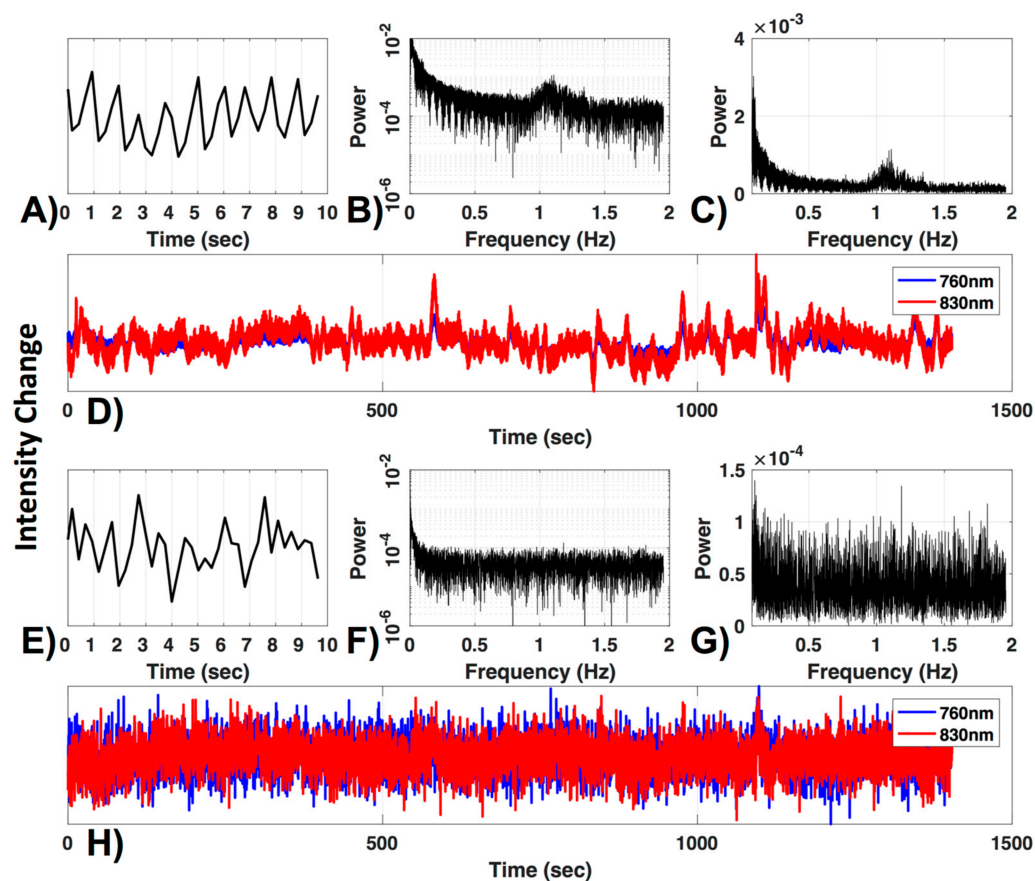 Intensity Change
A)
0 1 2 3 4 5 6 7 8 9 10
Time (sec)
B)
Power
10-2
10-4
10-6
0 0.5 1 1.5 2
Frequency (Hz)
C)
×10-3
Power
4
2
0
0.5 1 1.5 2
Frequency (Hz)
760nm
830nm
D)
0 500 1000 1500
Time (sec)
E)
0 1 2 3 4 5 6 7 8 9 10
Time (sec)
F)
Power
10-2
10-4
10-6
0 0.5 1 1.5 2
Frequency (Hz)
G)
×10-4
Power
1.5
1
0.5
0
0.5 1 1.5 2
Frequency (Hz)
760nm
830nm
H)
0 500 1000 1500
Time (sec)